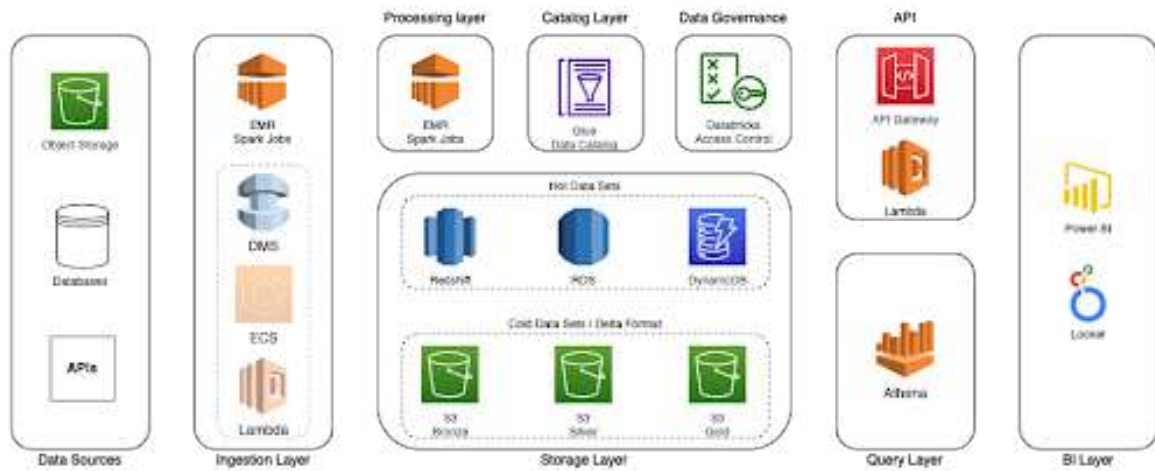 Processing layer
Catalog Layer
Data Governance
API
Object Storage
Databases
APIs
Data Sources
EMR
Spark Jobs
DMS
ECS
Lambda
Ingestion Layer
EMR
Spark Jobs
Glue
Data Catalog
Databricks
Access Control
Hot Data Sets
Redshift
RDS
DynamoDB
Cold Data Sets / Delta Format
S3
Bronze
S3
Silver
S3
Gold
Storage Layer
API Gateway
Lambda
Athena
Query Layer
Power BI
Looker
BI Layer